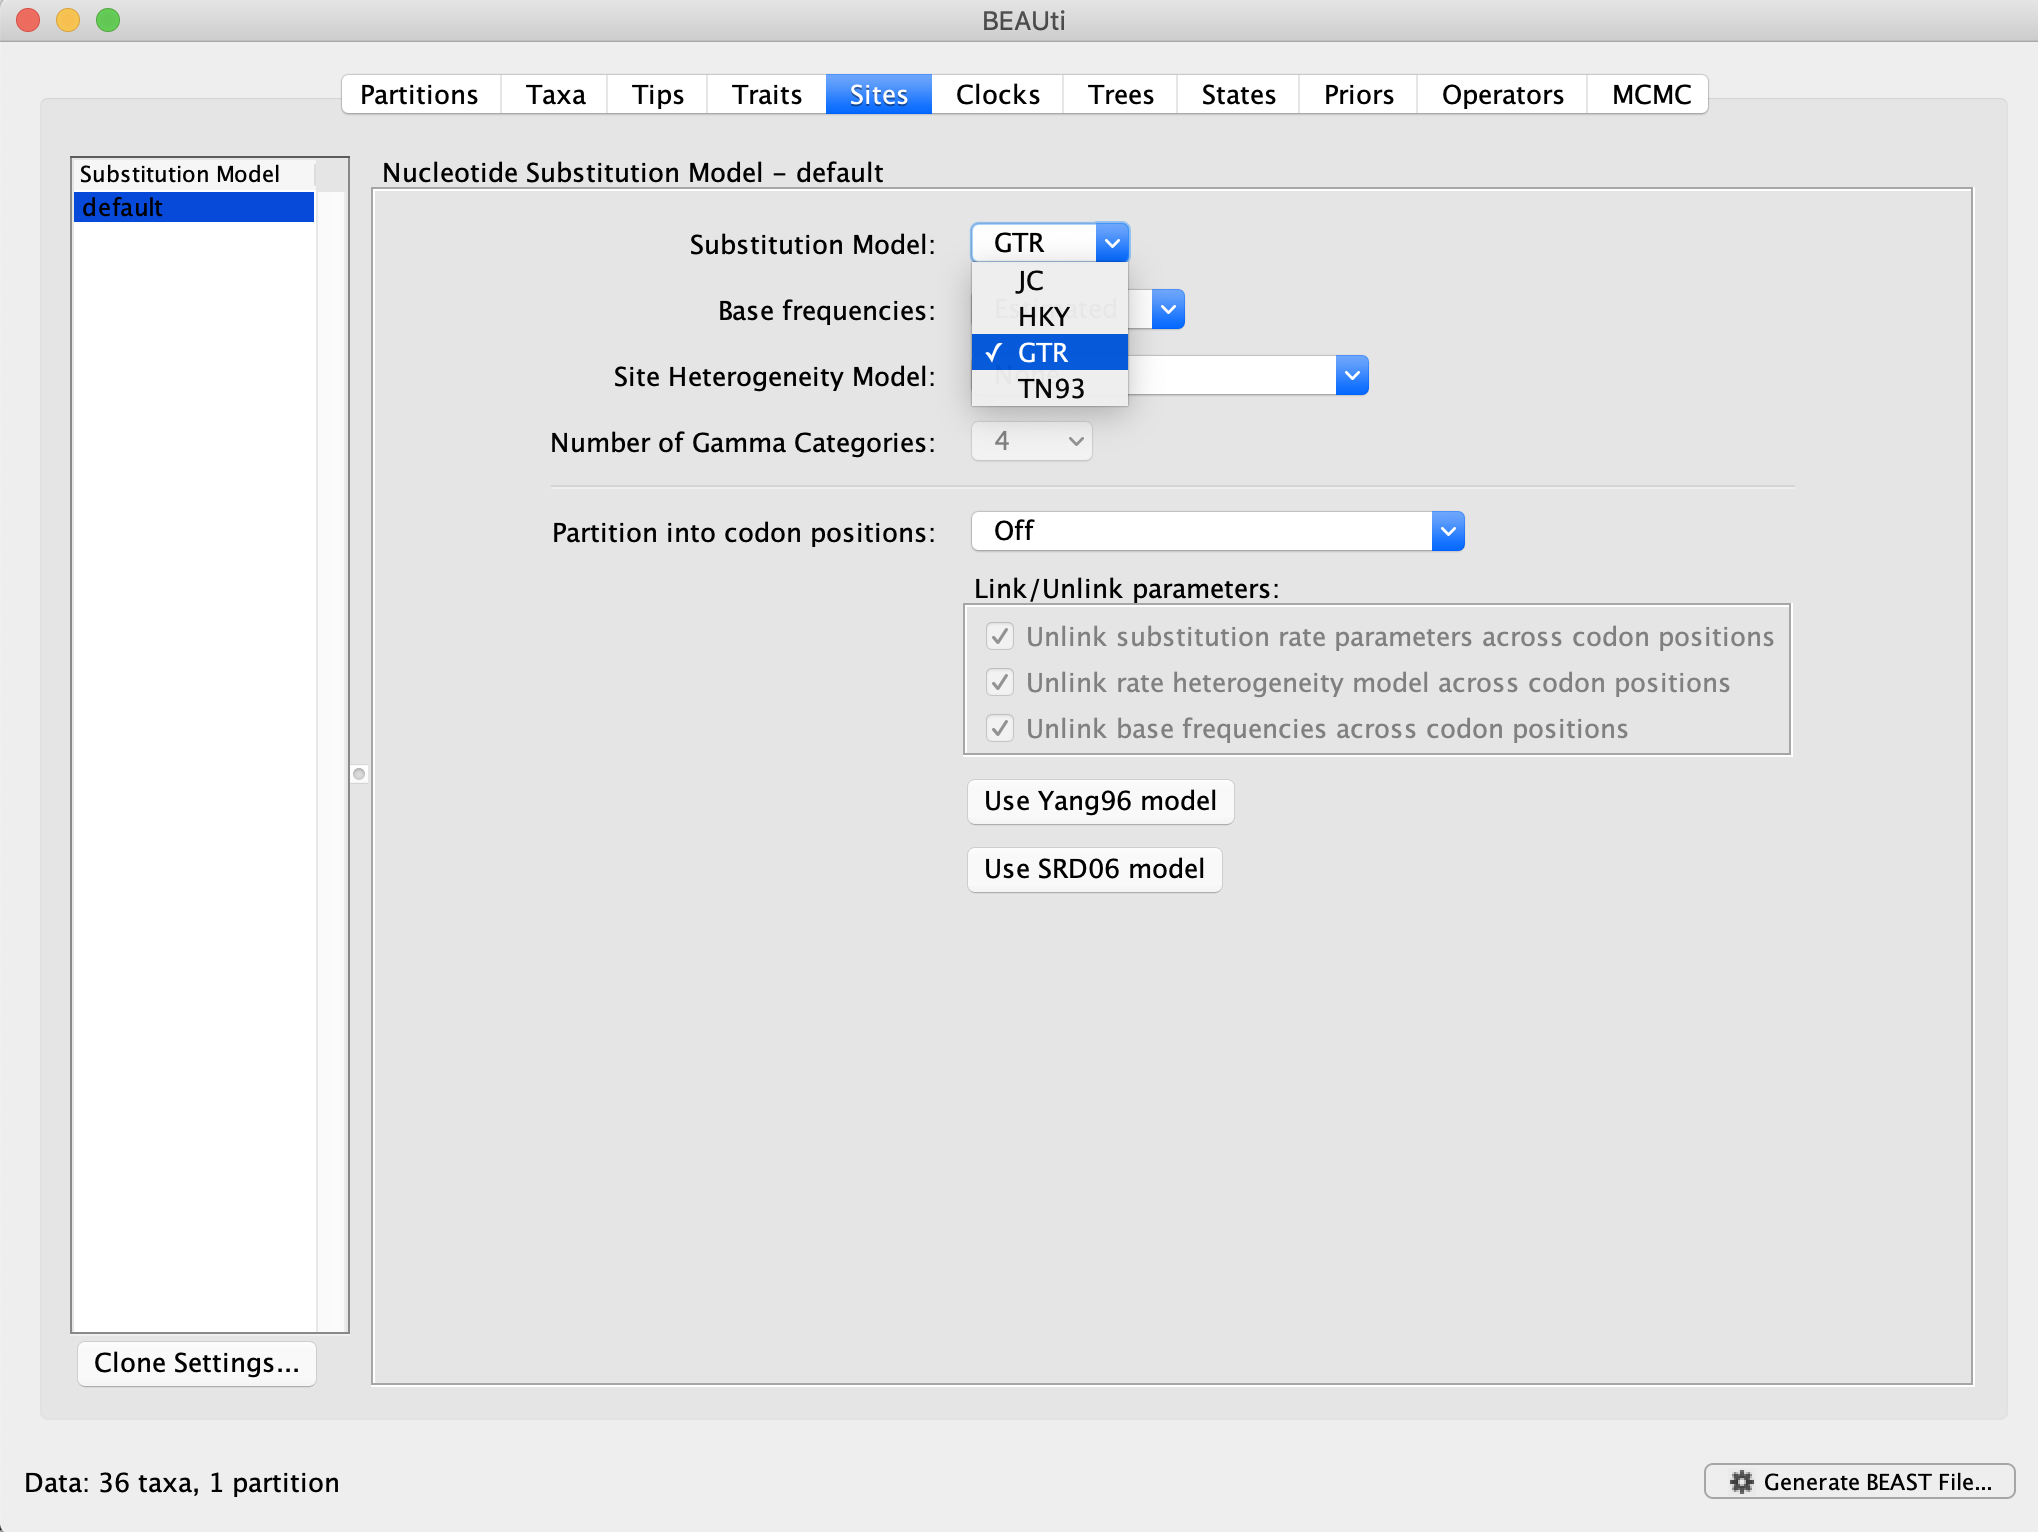 BEAUti
Partitions Taxa Tips Traits Sites Clocks Trees States Priors Operators MCMC
Substitution Model
default
Nucleotide Substitution Model – default
Substitution Model: GTR
JC
Base frequencies: Estimated
HKY
✓ GTR
Site Heterogeneity Model: None
TN93
Number of Gamma Categories: 4
Partition into codon positions: Off
Link/Unlink parameters:
Unlink substitution rate parameters across codon positions
Unlink rate heterogeneity model across codon positions
Unlink base frequencies across codon positions
Use Yang96 model
Use SRD06 model
Clone Settings...
Data: 36 taxa, 1 partition
Generate BEAST File...